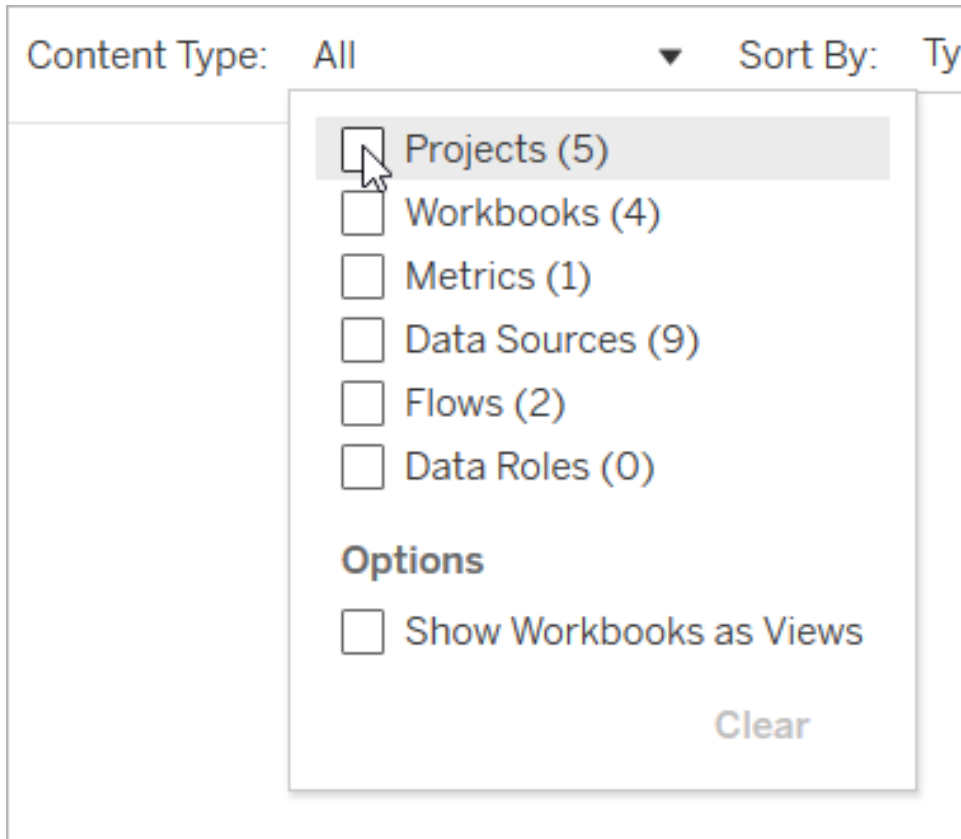 Content Type: All Sort By: Ty
Projects (5)
Workbooks (4)
Metrics (1)
Data Sources (9)
Flows (2)
Data Roles (0)
Options
Show Workbooks as Views
Clear